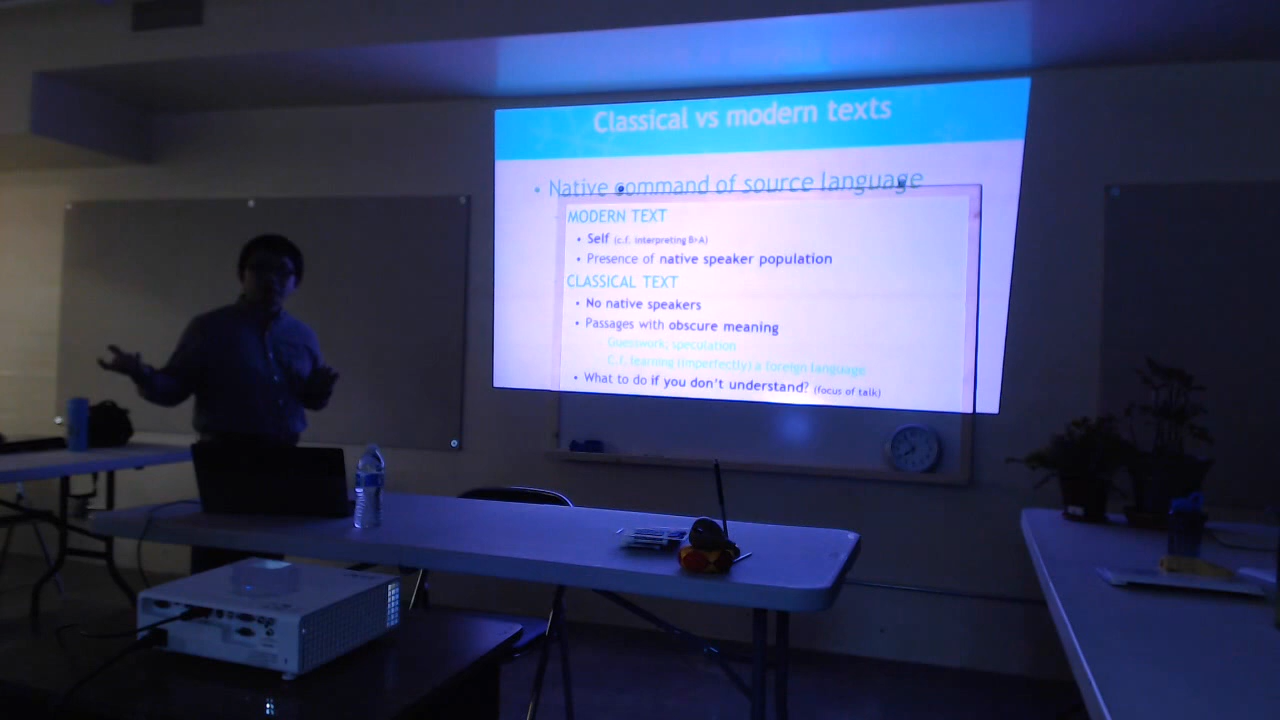 Classical vs modern texts
• Native command of source language
MODERN TEXT
• Self (c.f. interpreting B>A)
• Presence of native speaker population
CLASSICAL TEXT
• No native speakers
• Passages with obscure meaning
Guesswork, speculation
C.f. learning (imperfectly) a foreign language
• What to do if you don't understand? (focus of talk)